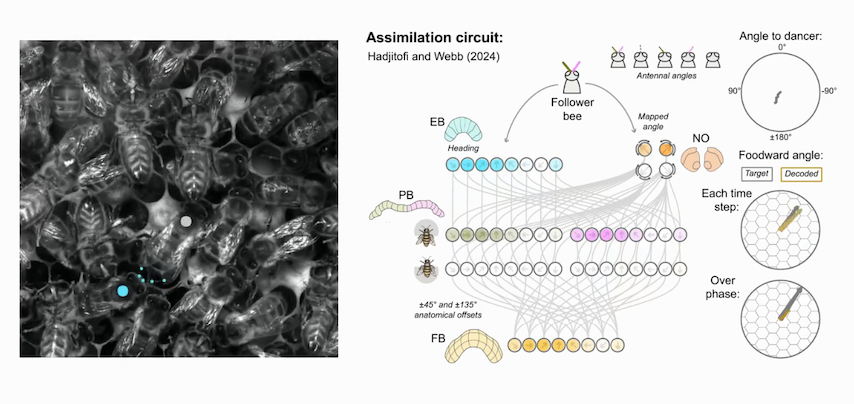 Assimilation circuit:
Hadjitofi and Webb (2024)
Antennal angles
Angle to dancer:
0°
90°
-90°
±180°
Follower
bee
Mapped
angle
EB
Heading
NO
PB
Foodward angle:
Target
Decoded
Each time
step:
Over
phase:
±45° and ±135°
anatomical offsets
FB